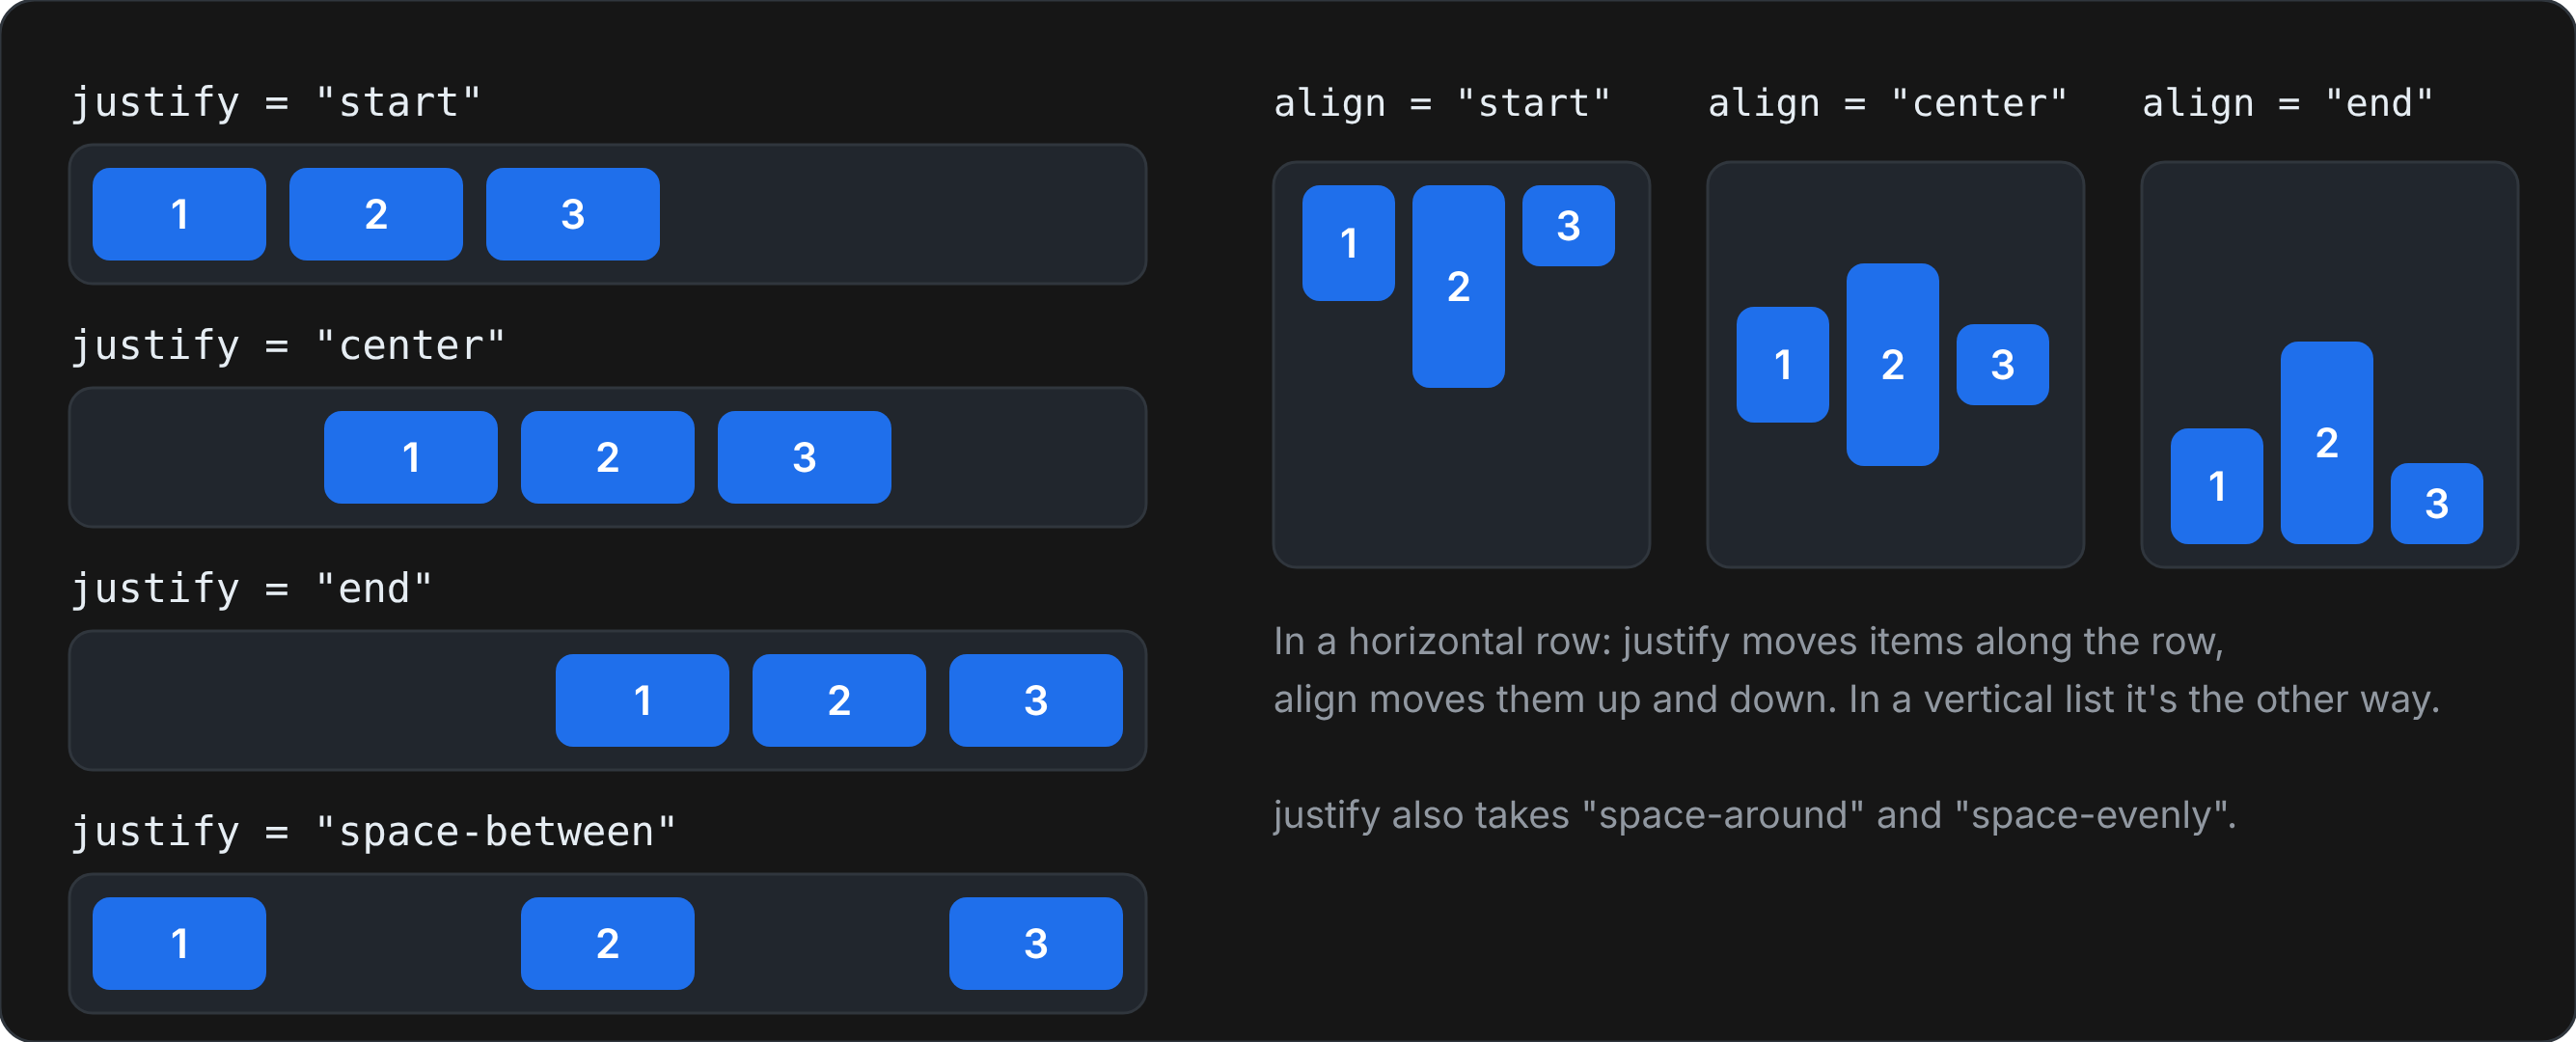 justify = "start"
1 2 3
justify = "center"
1 2 3
justify = "end"
1 2 3
justify = "space-between"
1 2 3
align = "start"
1 2 3
align = "center"
1 2 3
align = "end"
1 2 3
In a horizontal row: justify moves items along the row,
align moves them up and down. In a vertical list it's the other way.
justify also takes "space-around" and "space-evenly".